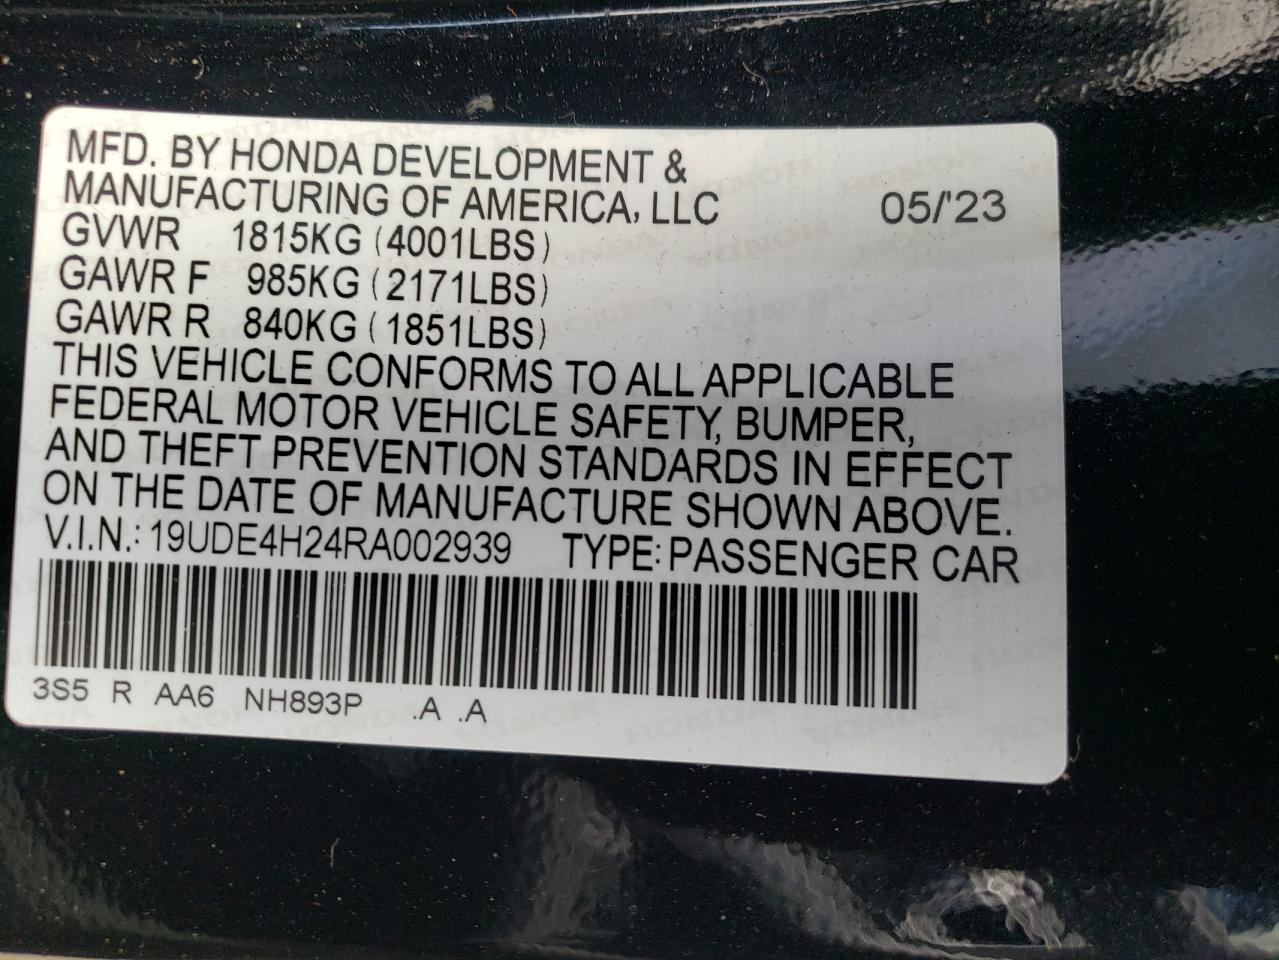 MFD. BY HONDA DEVELOPMENT &
MANUFACTURING OF AMERICA, LLC 05/'23
GVWR 1815KG (4001LBS)
GAWR F 985KG (2171LBS)
GAWR R 840KG (1851LBS)
THIS VEHICLE CONFORMS TO ALL APPLICABLE
FEDERAL MOTOR VEHICLE SAFETY, BUMPER,
AND THEFT PREVENTION STANDARDS IN EFFECT
ON THE DATE OF MANUFACTURE SHOWN ABOVE.
V.I.N.: 19UDE4H24RA002939 TYPE: PASSENGER CAR
3S5 R AA6 NH893P .A .A